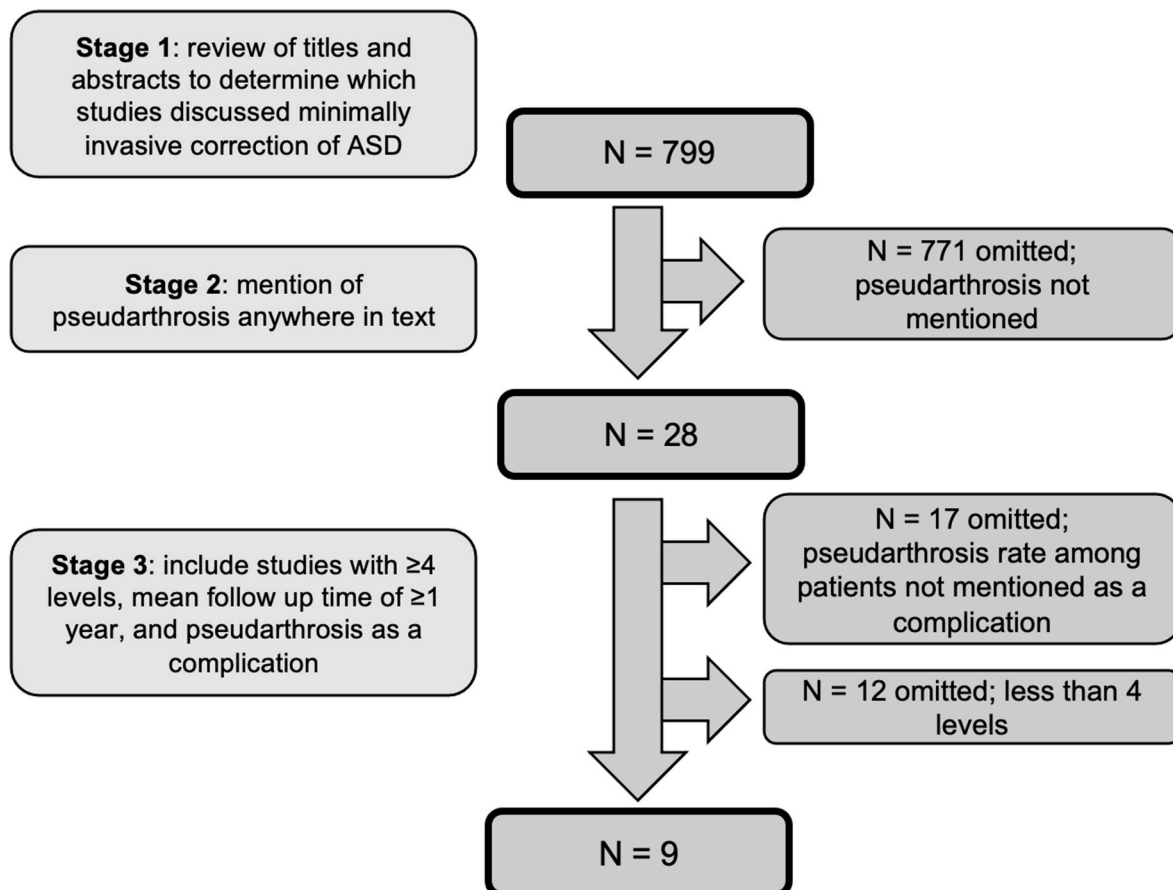 Stage 1: review of titles and
abstracts to determine which
studies discussed minimally
invasive correction of ASD
N = 799
Stage 2: mention of
pseudarthrosis anywhere in text
N = 771 omitted;
pseudarthrosis not
mentioned
N = 28
Stage 3: include studies with ≥4
levels, mean follow up time of ≥1
year, and pseudarthrosis as a
complication
N = 17 omitted;
pseudarthrosis rate among
patients not mentioned as a
complication
N = 12 omitted; less than 4
levels
N = 9